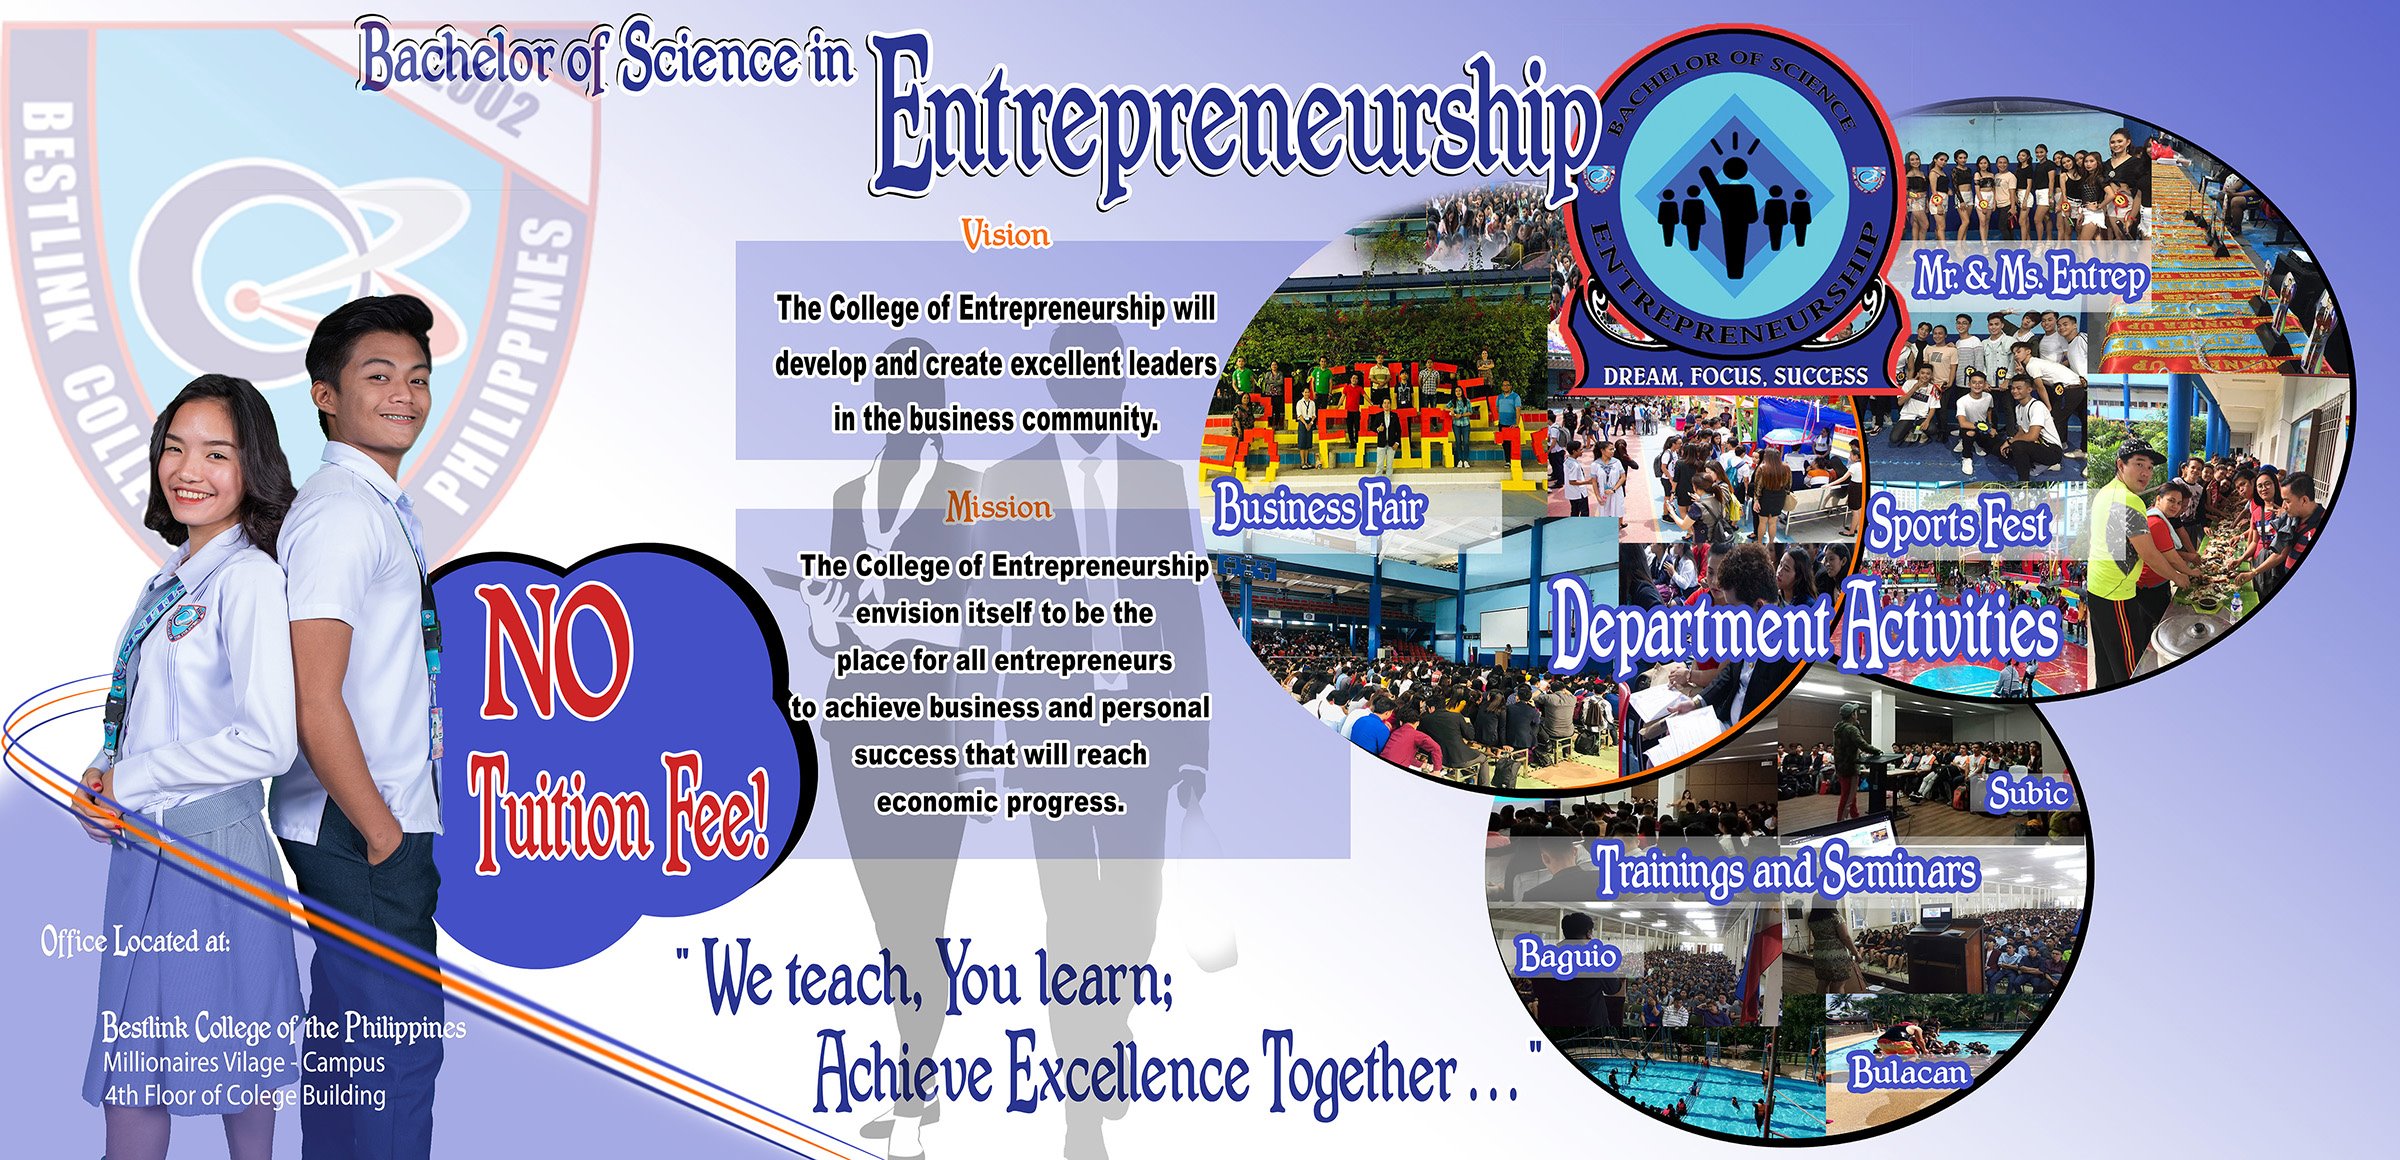 Bachelor of Science in Entrepreneurship
2002
BESTLINK COLLE
PHILIPPINES
BACHELOR OF SCIENCE
ENTREPRENEURSHIP
DREAM, FOCUS, SUCCESS
Vision
The College of Entrepreneurship will
develop and create excellent leaders
in the business community.
Mission
The College of Entrepreneurship
envision itself to be the
place for all entrepreneurs
to achieve business and personal
success that will reach
economic progress.
NO
Tuition Fee!
Mr. & Ms. Entrep
Business Fair
Sports Fest
Department Activities
Subic
Trainings and Seminars
Baguio
Bulacan
Office Located at:
Bestlink College of the Philippines
Millionaires Vilage - Campus
4th Floor of Colege Building
" We teach, You learn;
Achieve Excellence Together . . . "